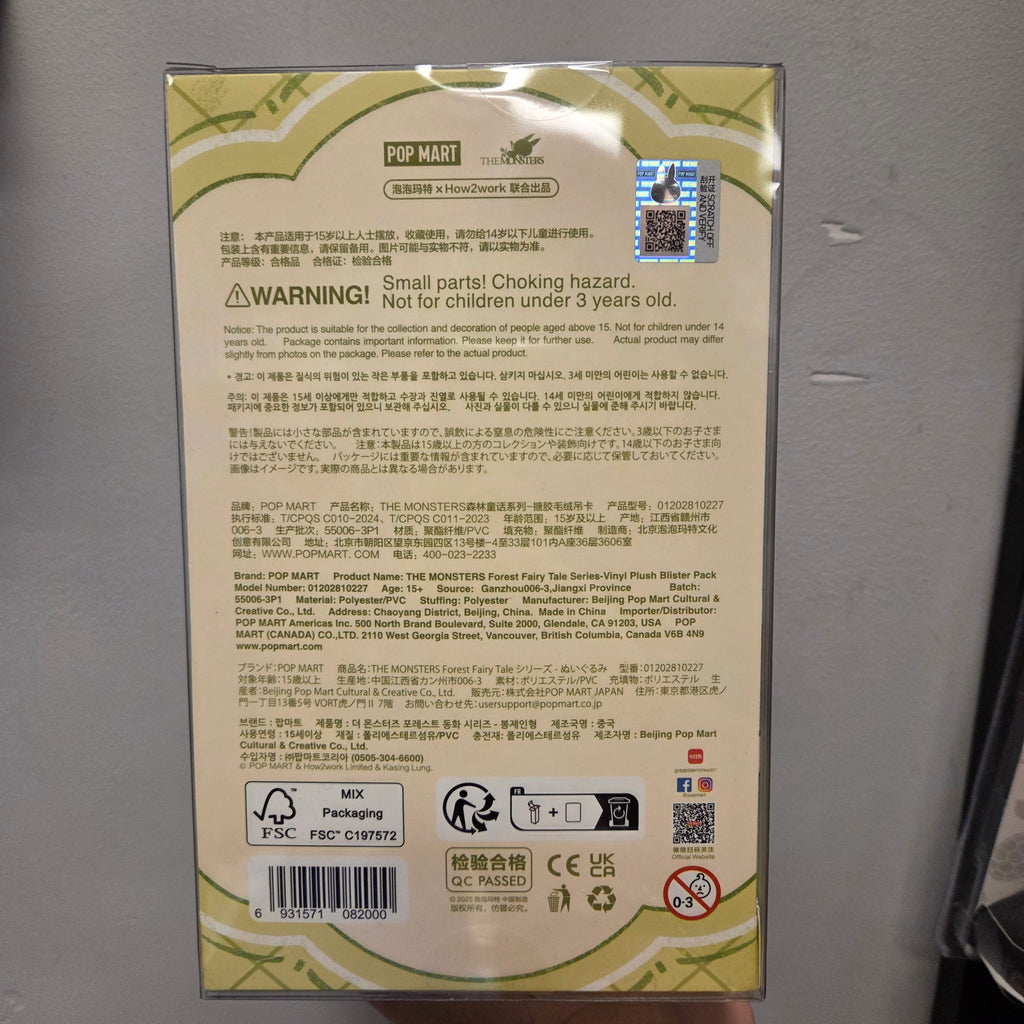 POP MART
THE MONSTERS
泡泡玛特 × How2work 联合出品
POP MART
POP MART
开证 SCRATCH OFF
刮验 AND VERIFY
注意： 本产品适用于15岁以上人士摆放，收藏使用，请勿给14岁以下儿童进行使用。
包装上含有重要信息，请保留备用。图片可能与实物不符，请以实物为准。
产品等级：合格品 合格证：检验合格
WARNING! Small parts! Choking hazard.
Not for children under 3 years old.
Notice: The product is suitable for the collection and decoration of people aged above 15. Not for children under 14
years old. Package contains important information. Please keep it for further use. Actual product may differ
slightly from photos on the package. Please refer to the actual product.
* 경고: 이 제품은 질식의 위험이 있는 작은 부품을 포함하고 있습니다. 삼키지 마십시오. 3세 미만의 어린이는 사용할 수 없습니다.
주의: 이 제품은 15세 이상에게만 적합하고 수장과 진열로 사용될 수 있습니다. 14세 미만의 어린이에게 적합하지 않습니다.
패키지에 중요한 정보가 포함되어 있으니 보관해 주십시오. 사진과 실물이 다를 수 있으니 실물에 준해 주시기 바랍니다.
警告!製品には小さな部品が含まれていますので、誤飲による窒息の危険性にご注意ください。3歳以下のお子さま
には与えないでください。 注意:本製品は15歳以上の方のコレクションや装飾向けです。14歳以下のお子さま向
けではございません。 パッケージには重要な情報が含まれていますので、必要に応じて保管しておいてください。
画像はイメージです。実際の商品とは異なる場合があります。
品牌：POP MART 产品名称：THE MONSTERS森林童话系列-搪胶毛绒吊卡 产品型号：01202810227
执行标准：T/CPQS C010-2024、T/CPQS C011-2023 年龄范围：15岁及以上 产地：江西省赣州市
006-3 生产批次：55006-3P1 材质：聚酯纤维/PVC 填充物：聚酯纤维 制造商：北京泡泡玛特文化
创意有限公司 地址：北京市朝阳区望京东园四区13号楼-4至33层101内A座36层3606室
网址：WWW.POPMART. COM 电话：400-023-2233
Brand: POP MART Product Name: THE MONSTERS Forest Fairy Tale Series-Vinyl Plush Blister Pack
Model Number: 01202810227 Age: 15+ Source: Ganzhou006-3,Jiangxi Province Batch:
55006-3P1 Material: Polyester/PVC Stuffing: Polyester Manufacturer: Beijing Pop Mart Cultural &
Creative Co., Ltd. Address: Chaoyang District, Beijing, China. Made in China Importer/Distributor:
POP MART Americas Inc. 500 North Brand Boulevard, Suite 2000, Glendale, CA 91203, USA POP
MART (CANADA) CO.,LTD. 2110 West Georgia Street, Vancouver, British Columbia, Canada V6B 4N9
www.popmart.com
ブランド：POP MART 商品名：THE MONSTERS Forest Fairy Tale シリーズ - ぬいぐるみ 型番：01202810227
対象年齢：15歳以上 生産地：中国江西省カン州市006-3 素材：ポリエステル/PVC 充填物：ポリエステル 生
産者：Beijing Pop Mart Cultural & Creative Co., Ltd. 販売元：株式会社POP MART JAPAN 住所：東京都港区虎ノ
門一丁目13番5号 VORT虎ノ門Ⅱ 7階 お問い合わせ先：usersupport@popmart.co.jp
브랜드 : 팝마트 제품명 : 더 몬스터즈 포레스트 동화 시리즈 - 봉제인형 제조국명 : 중국
사용연령 : 15세이상 재질 : 폴리에스테르섬유/PVC 충전재: 폴리에스테르섬유 제조자명 : Beijing Pop Mart
Cultural & Creative Co., Ltd.
수입자명 : ㈜팝마트코리아 (0505-304-6600)
© POP MART & How2work Limited & Kasing Lung.
小红书
@泡泡玛特POPMART
@popmart
微信扫码关注
Official Website
FSC™
MIX
Packaging
FSC™ C197572
FR
检验合格
QC PASSED
CE UK CA
© 2025 泡泡玛特 中国制造
版权所有，仿冒必究。
0-3
6 931571 082000